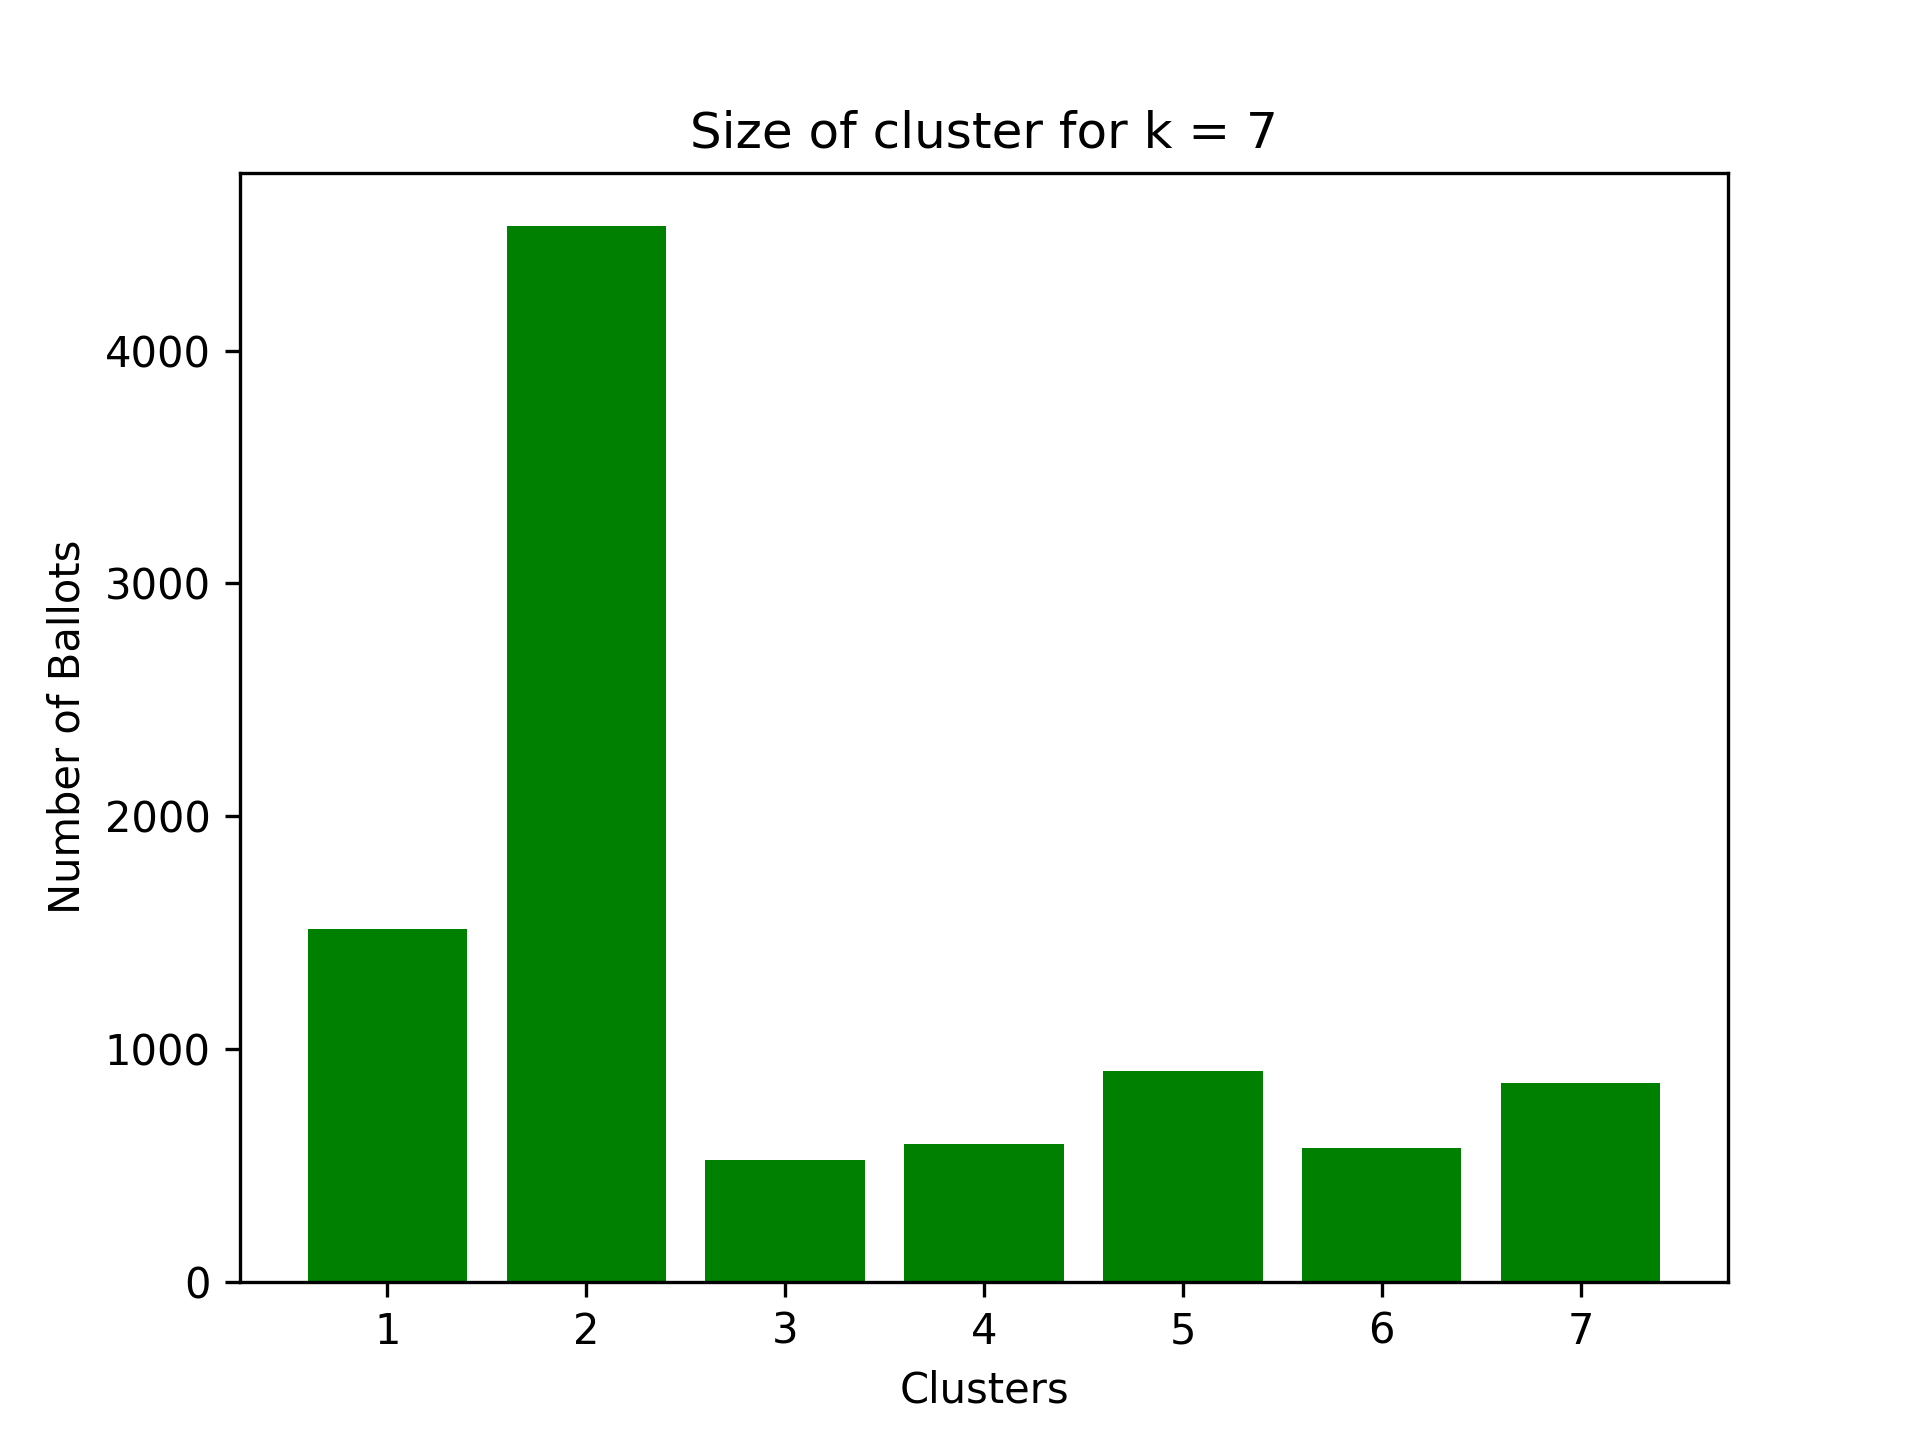 Size of cluster for k = 7
Number of Ballots
4000
3000
2000
1000
0
1 2 3 4 5 6 7
Clusters